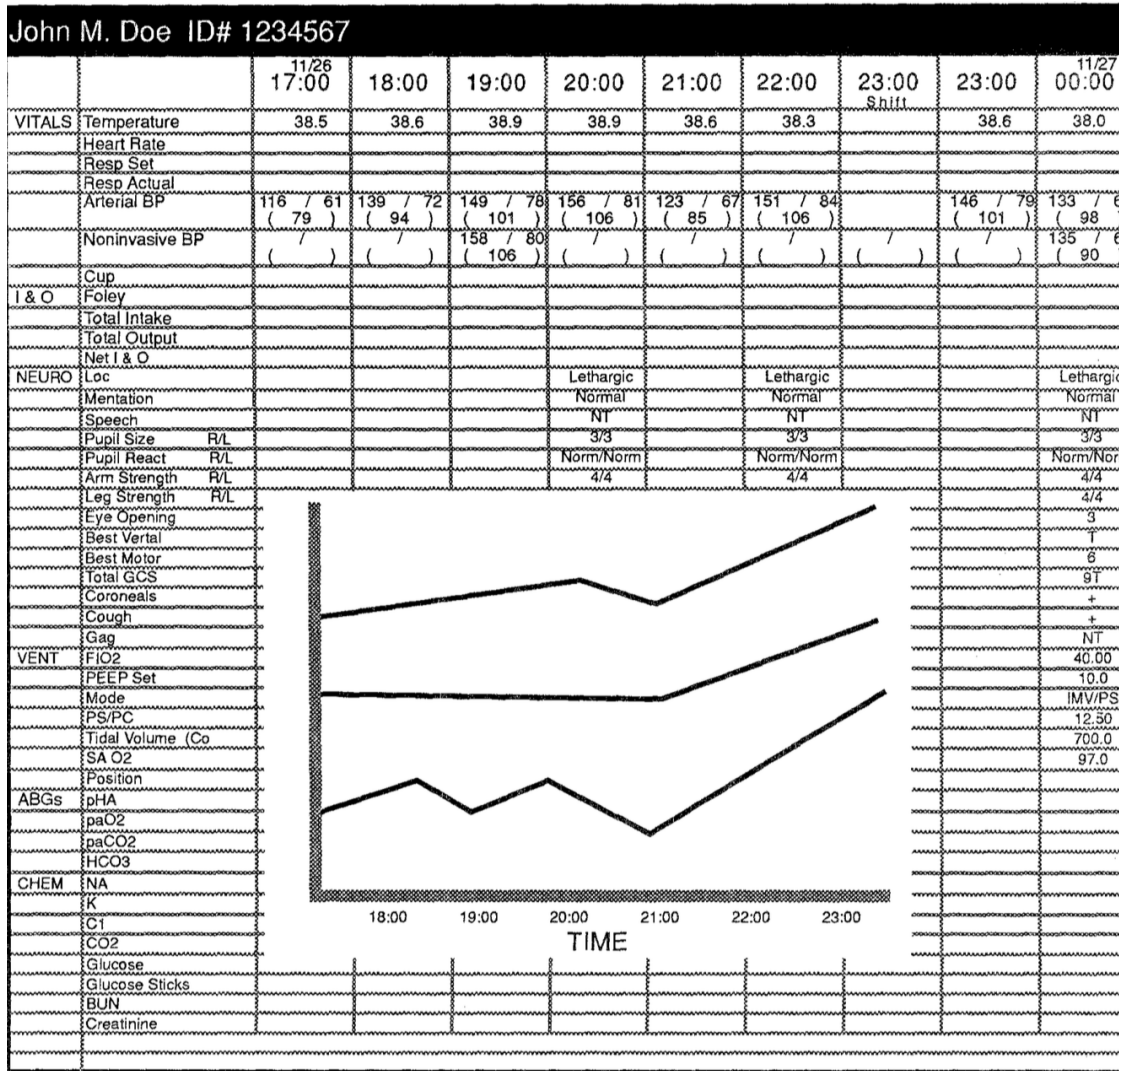 John M. Doe ID# 1234567
11/26 11/27
17:00 18:00 19:00 20:00 21:00 22:00 23:00 23:00 00:00
Shift
VITALS Temperature 38.5 38.6 38.9 38.9 38.6 38.3 38.6 38.0
Heart Rate
Resp Set
Resp Actual
Arterial BP 116 / 61 139 / 72 149 / 78 156 / 81 123 / 67 151 / 84 146 / 79 133 /
( 79 ) ( 94 ) ( 101 ) ( 106 ) ( 85 ) ( 106 ) ( 101 ) ( 98
Noninvasive BP / / 158 / 80 / / / / / 135 /
( ) ( ) ( 106 ) ( ) ( ) ( ) ( ) ( ) ( 90
Cup
I & O Foley
Total Intake
Total Output
Net I & O
NEURO Loc Lethargic Lethargic Lethargic
Mentation Normal Normal Normal
Speech NT NT NT
Pupil Size R/L 3/3 3/3 3/3
Pupil React R/L Norm/Norm Norm/Norm Norm/Nor
Arm Strength R/L 4/4 4/4 4/4
Leg Strength R/L 4/4
Eye Opening 3
Best Vertal T
Best Motor 6
Total GCS 9T
Coroneals +
Cough +
Gag NT
VENT FIO2 40.00
PEEP Set 10.0
Mode IMV/PS
PS/PC 12.50
Tidal Volume (Co 700.0
SA O2 97.0
Position
ABGs pHA
paO2
paCO2
HCO3
CHEM NA
K
C1
CO2
Glucose
Glucose Sticks
BUN
Creatinine
18:00 19:00 20:00 21:00 22:00 23:00
TIME